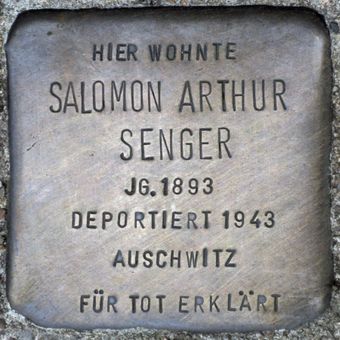 HIER WOHNTE
SALOMON ARTHUR
SENGER
JG. 1893
DEPORTIERT 1943
AUSCHWITZ
FÜR TOT ERKLÄRT